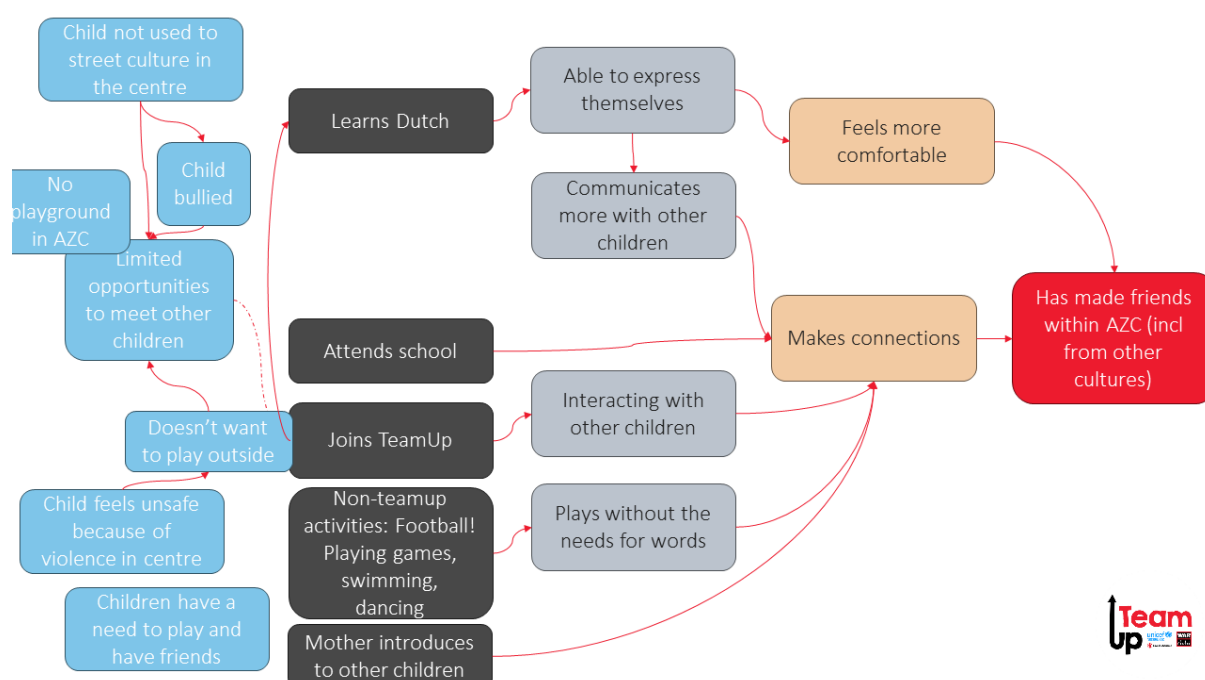 Child not used to
street culture in
the centre
Child
bullied
No
playground
in AZC
Limited
opportunities
to meet other
children
Doesn't want
to play outside
Child feels unsafe
because of
violence in centre
Children have a
need to play and
have friends
Learns Dutch
Attends school
Joins TeamUp
Non-teamup
activities: Football!
Playing games,
swimming,
dancing
Mother introduces
to other children
Able to express
themselves
Communicates
more with other
children
Interacting with
other children
Plays without the
needs for words
Feels more
comfortable
Makes connections
Has made friends
within AZC (incl
from other
cultures)
Team
Up
unicef
WAR